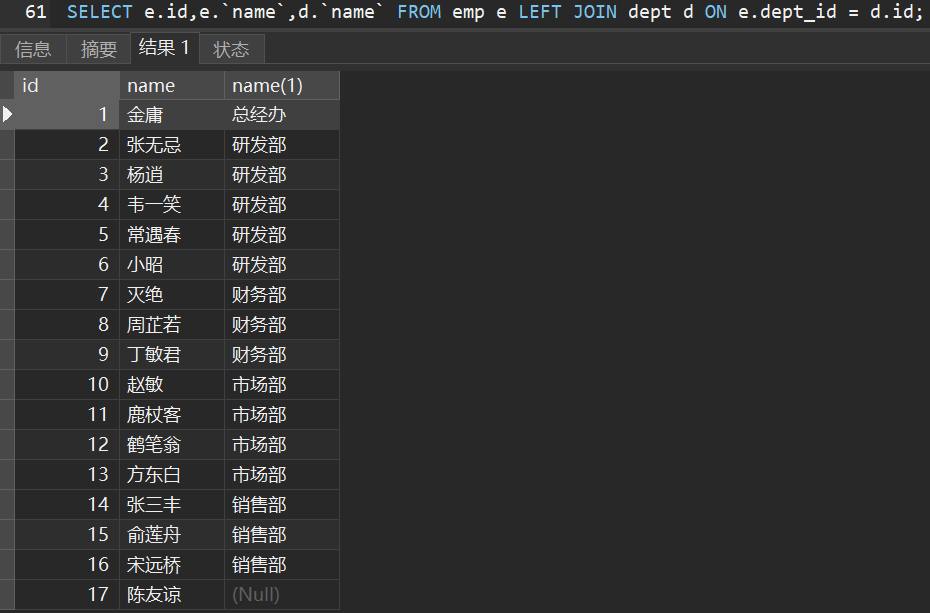 61 SELECT e.id,e.`name`,d.`name` FROM emp e LEFT JOIN dept d ON e.dept_id = d.id;
信息 摘要 结果 1 状态
id name name(1)
1 金庸 总经办
2 张无忌 研发部
3 杨逍 研发部
4 韦一笑 研发部
5 常遇春 研发部
6 小昭 研发部
7 灭绝 财务部
8 周芷若 财务部
9 丁敏君 财务部
10 赵敏 市场部
11 鹿杖客 市场部
12 鹤笔翁 市场部
13 方东白 市场部
14 张三丰 销售部
15 俞莲舟 销售部
16 宋远桥 销售部
17 陈友谅 (Null)